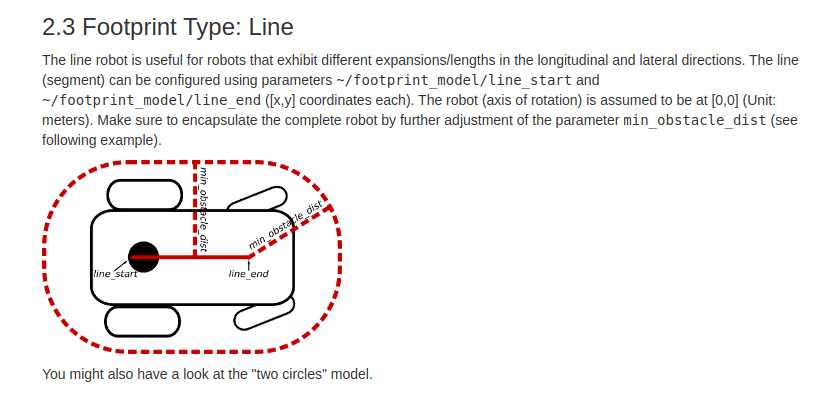 2.3 Footprint Type: Line
The line robot is useful for robots that exhibit different expansions/lengths in the longitudinal and lateral directions. The line
(segment) can be configured using parameters ~/footprint_model/line_start and
~/footprint_model/line_end ([x,y] coordinates each). The robot (axis of rotation) is assumed to be at [0,0] (Unit:
meters). Make sure to encapsulate the complete robot by further adjustment of the parameter min_obstacle_dist (see
following example).
min_obstacle_dist
min_obstacle_dist
line_start
line_end
You might also have a look at the "two circles" model.